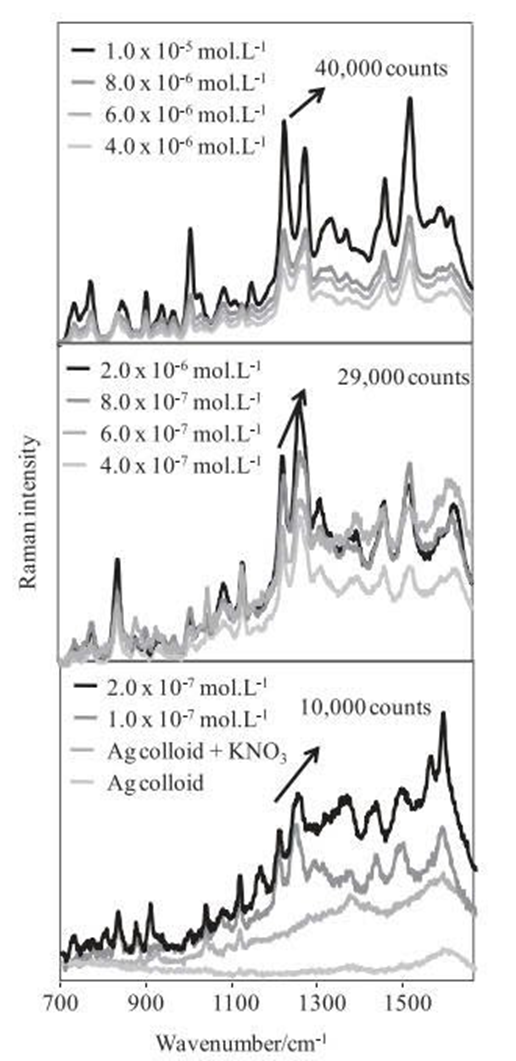 1.0 x 10⁻⁵ mol.L⁻¹
8.0 x 10⁻⁶ mol.L⁻¹
6.0 x 10⁻⁶ mol.L⁻¹
4.0 x 10⁻⁶ mol.L⁻¹
40,000 counts
2.0 x 10⁻⁶ mol.L⁻¹
8.0 x 10⁻⁷ mol.L⁻¹
6.0 x 10⁻⁷ mol.L⁻¹
4.0 x 10⁻⁷ mol.L⁻¹
29,000 counts
Raman intensity
2.0 x 10⁻⁷ mol.L⁻¹
1.0 x 10⁻⁷ mol.L⁻¹
Ag colloid + KNO₃
Ag colloid
10,000 counts
700 900 1100 1300 1500
Wavenumber/cm⁻¹